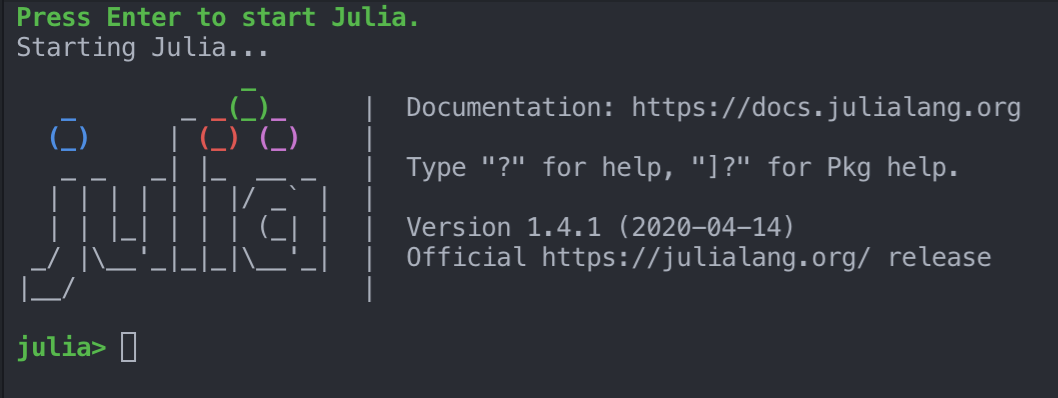 Press Enter to start Julia.
Starting Julia...
               _
   _       _ _(_)_     |  Documentation: https://docs.julialang.org
  (_)     | (_) (_)    |
   _ _   _| |_  __ _   |  Type "?" for help, "]?" for Pkg help.
  | | | | | | |/ _` |  |
  | | |_| | | | (_| |  |  Version 1.4.1 (2020-04-14)
 _/ |\__'_|_|_|\__'_|  |  Official https://julialang.org/ release
|__/                   |
julia>